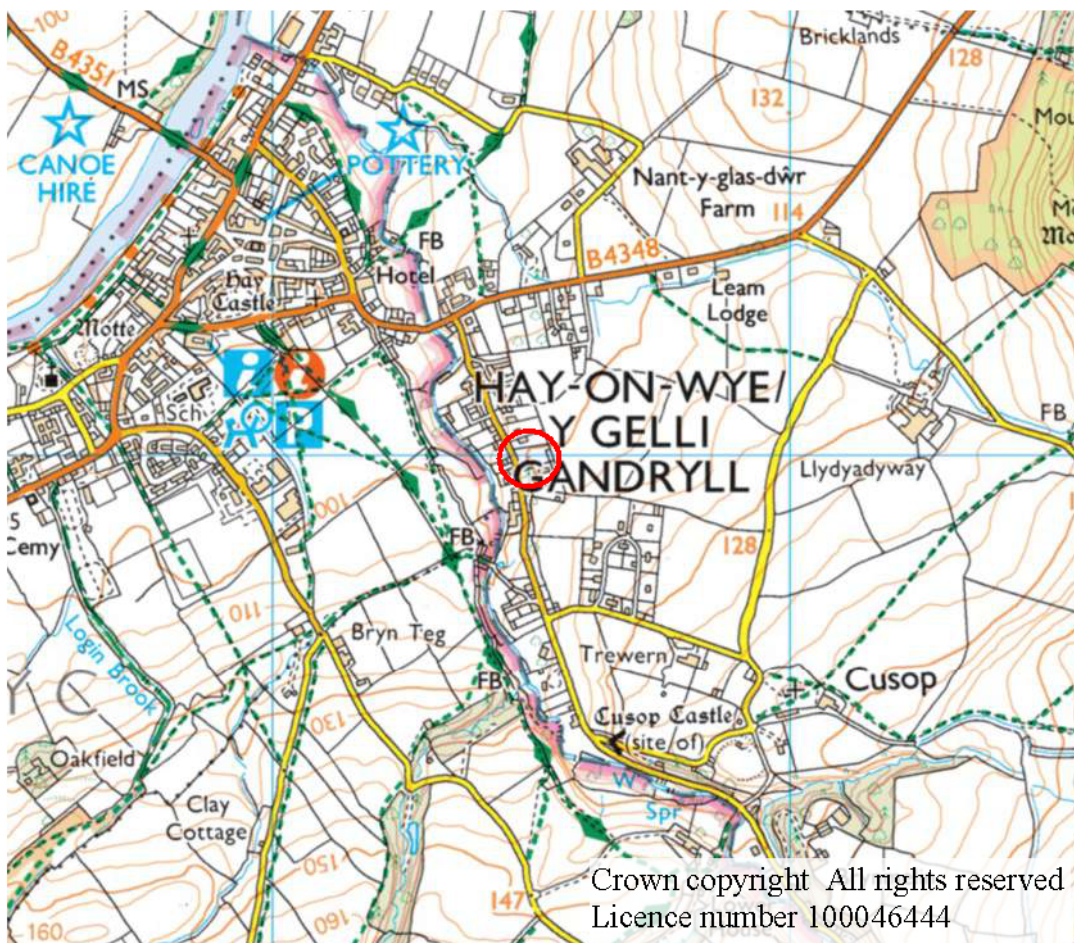 100
B4351
MS
CANOE
HIRE
POTTERY
Bricklands
128
132
Nant-y-glas-dŵr
Farm
114
B4348
FB
Hotel
Hay
Castle
Leam
Lodge
Motte
Sch
HAY-ON-WYE/
Y GELLI
GANDRYLL
FB
Llydyadyway
100
5
Cemy
FB
128
110
Bryn Teg
Login Brook
Trewern
FB
Cusop
130
Cusop Castle
(site of)
Y C
Oakfield
W
Spr
Clay
Cottage
150
147
160
Crown copyright All rights reserved
Licence number 100046444